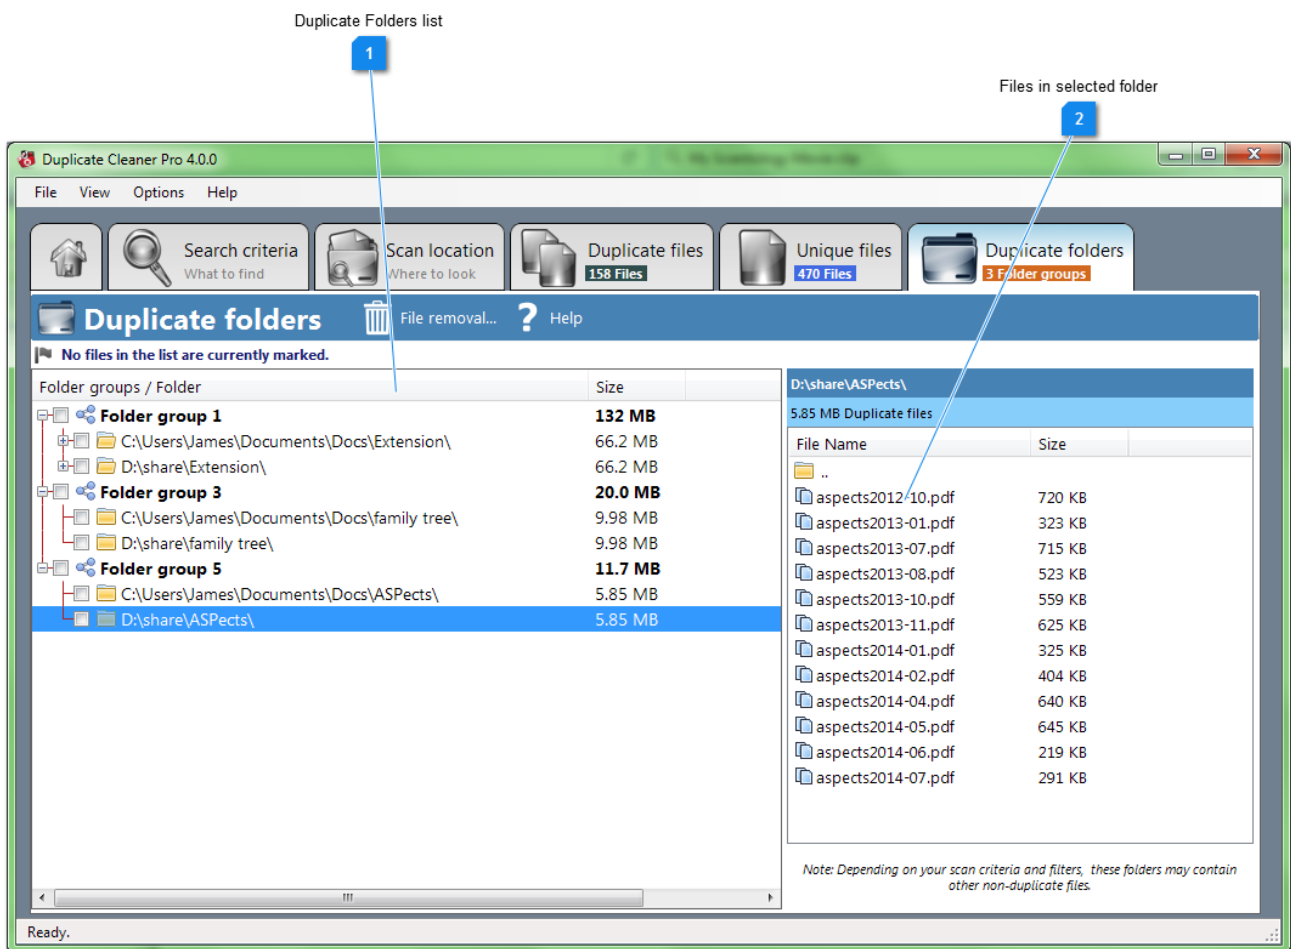 Duplicate Folders list
1
Files in selected folder
2
Duplicate Cleaner Pro 4.0.0
File View Options Help
Search criteria
What to find
Scan location
Where to look
Duplicate files
158 Files
Unique files
470 Files
Duplicate folders
3 Folder groups
Duplicate folders File removal... ? Help
No files in the list are currently marked.
Folder groups / Folder Size
Folder group 1 132 MB
C:\Users\James\Documents\Docs\Extension\ 66.2 MB
D:\share\Extension\ 66.2 MB
Folder group 3 20.0 MB
C:\Users\James\Documents\Docs\family tree\ 9.98 MB
D:\share\family tree\ 9.98 MB
Folder group 5 11.7 MB
C:\Users\James\Documents\Docs\ASPects\ 5.85 MB
D:\share\ASPects\ 5.85 MB
D:\share\ASPects\
5.85 MB Duplicate files
File Name Size
..
aspects2012-10.pdf 720 KB
aspects2013-01.pdf 323 KB
aspects2013-07.pdf 715 KB
aspects2013-08.pdf 523 KB
aspects2013-10.pdf 559 KB
aspects2013-11.pdf 625 KB
aspects2014-01.pdf 325 KB
aspects2014-02.pdf 404 KB
aspects2014-04.pdf 640 KB
aspects2014-05.pdf 645 KB
aspects2014-06.pdf 219 KB
aspects2014-07.pdf 291 KB
Note: Depending on your scan criteria and filters, these folders may contain
other non-duplicate files.
Ready.